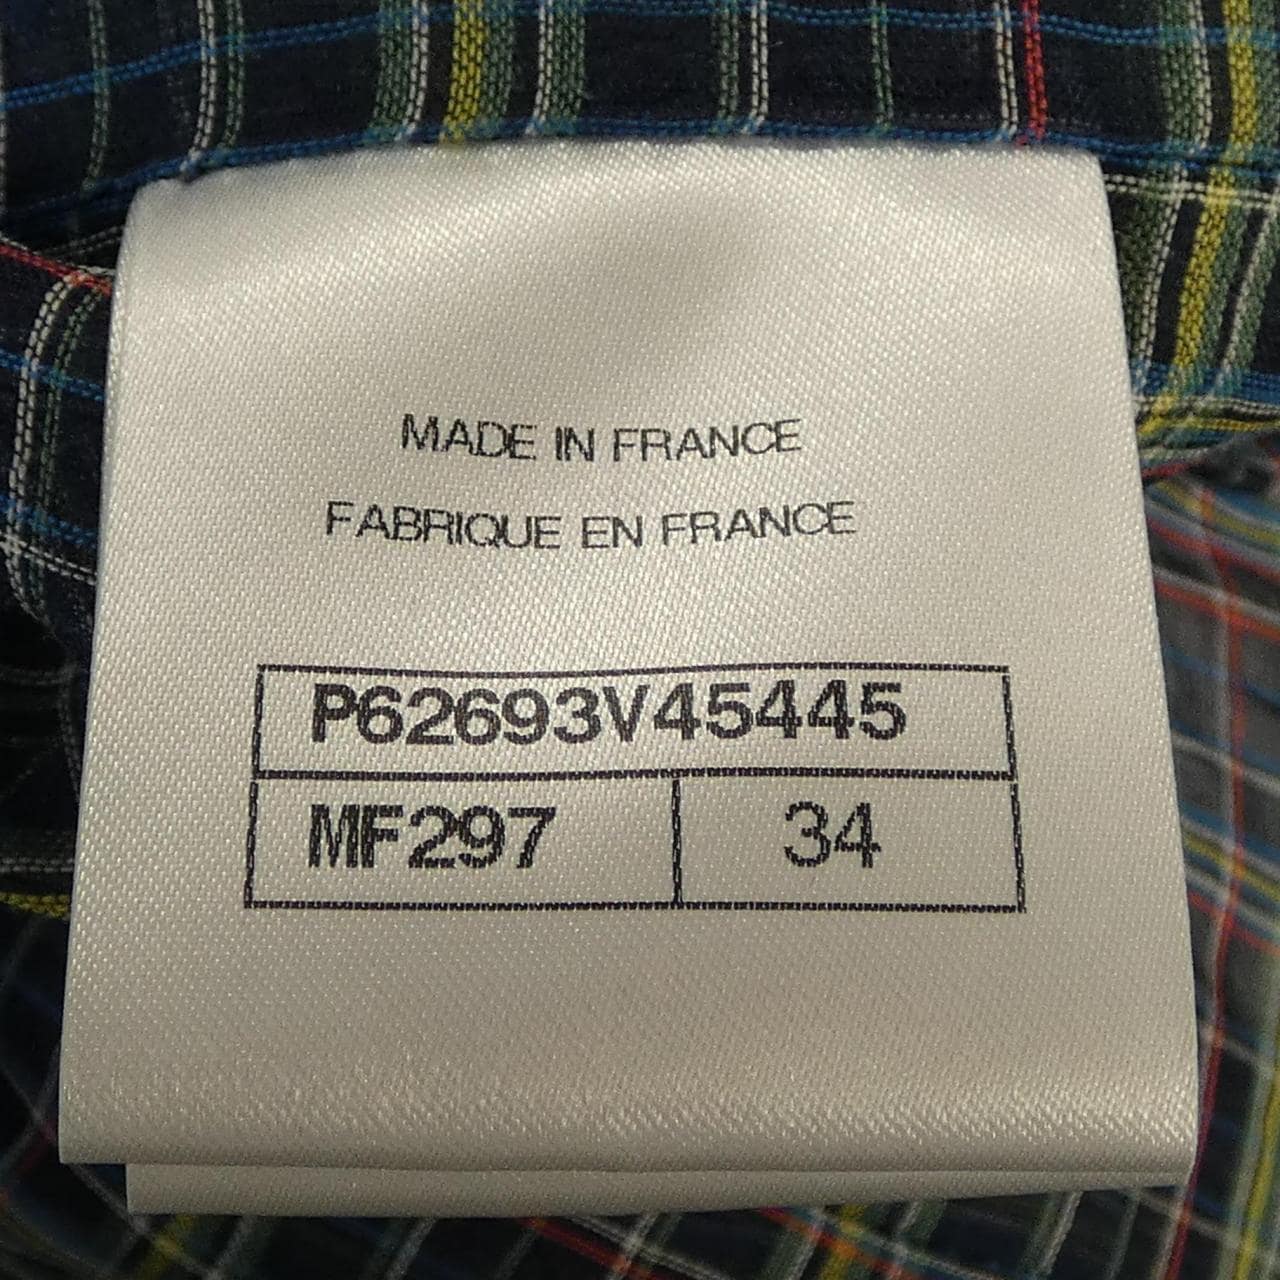 MADE IN FRANCE
FABRIQUE EN FRANCE
P62693V45445
MF297 34